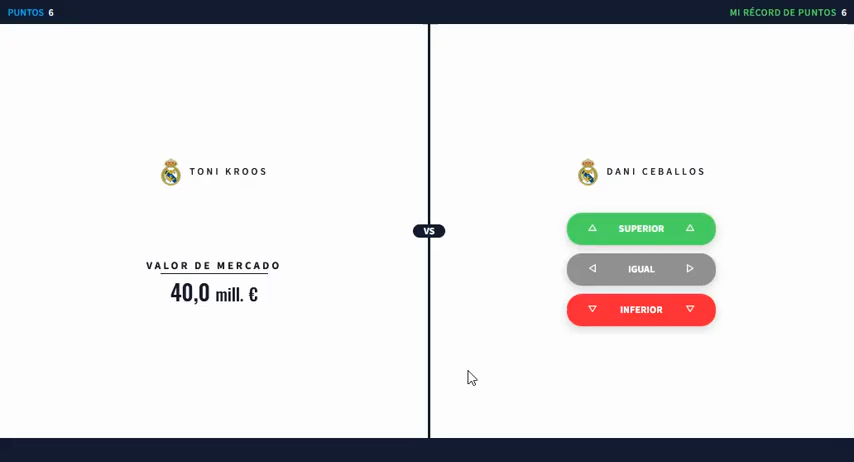 PUNTOS 6
MI RÉCORD DE PUNTOS 6
TONI KROOS
VALOR DE MERCADO
40,0 mill. €
VS
DANI CEBALLOS
SUPERIOR
IGUAL
INFERIOR